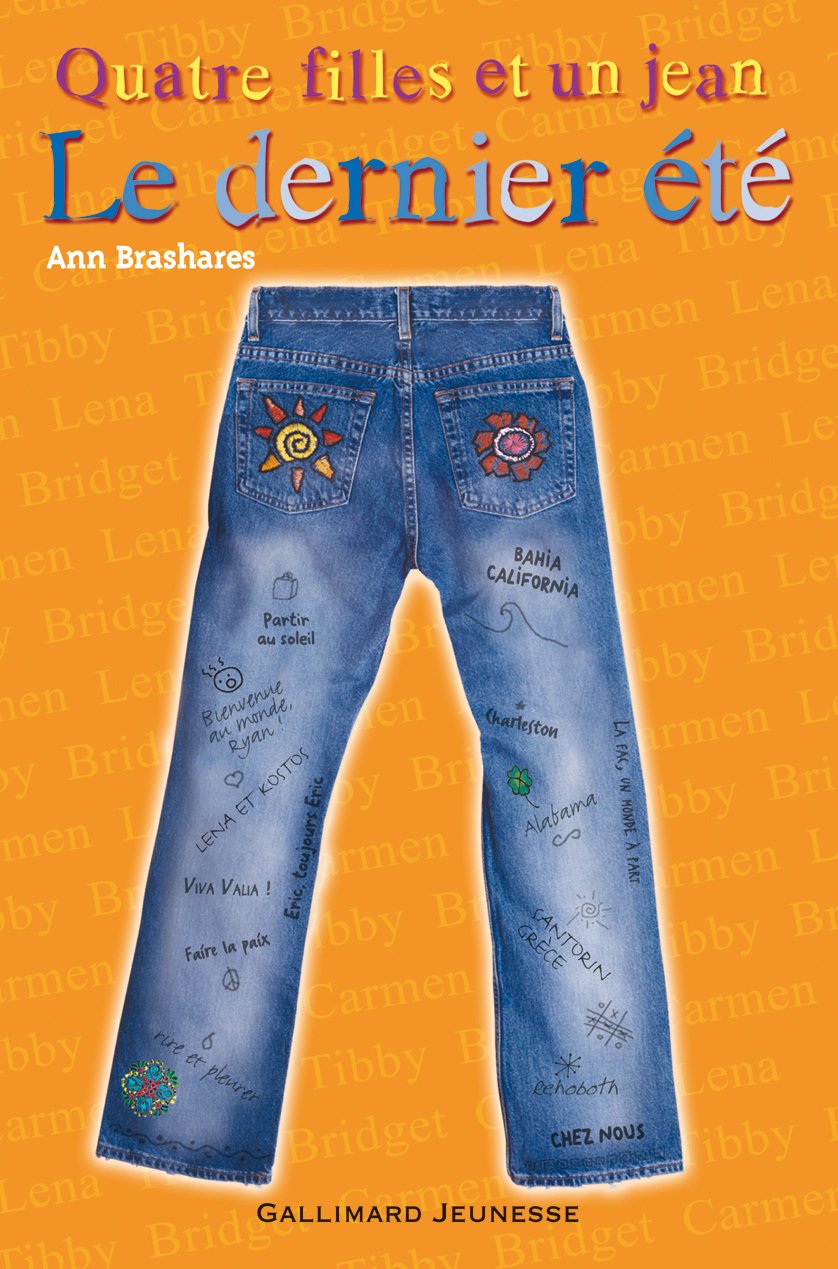 Quatre filles et un jean
Le dernier été
Ann Brashares
Partir
au soleil
Bienvenue
au monde,
Ryan !
LENA ET KOSTOS
Eric, toujours Eric
VIVA VALIA !
Faire la paix
rire et pleurer
BAHIA
CALIFORNIA
Charleston
LA FAC, UN MONDE À PART
Alabama
SANTORIN
GRÈCE
Rehoboth
CHEZ NOUS
GALLIMARD JEUNESSE